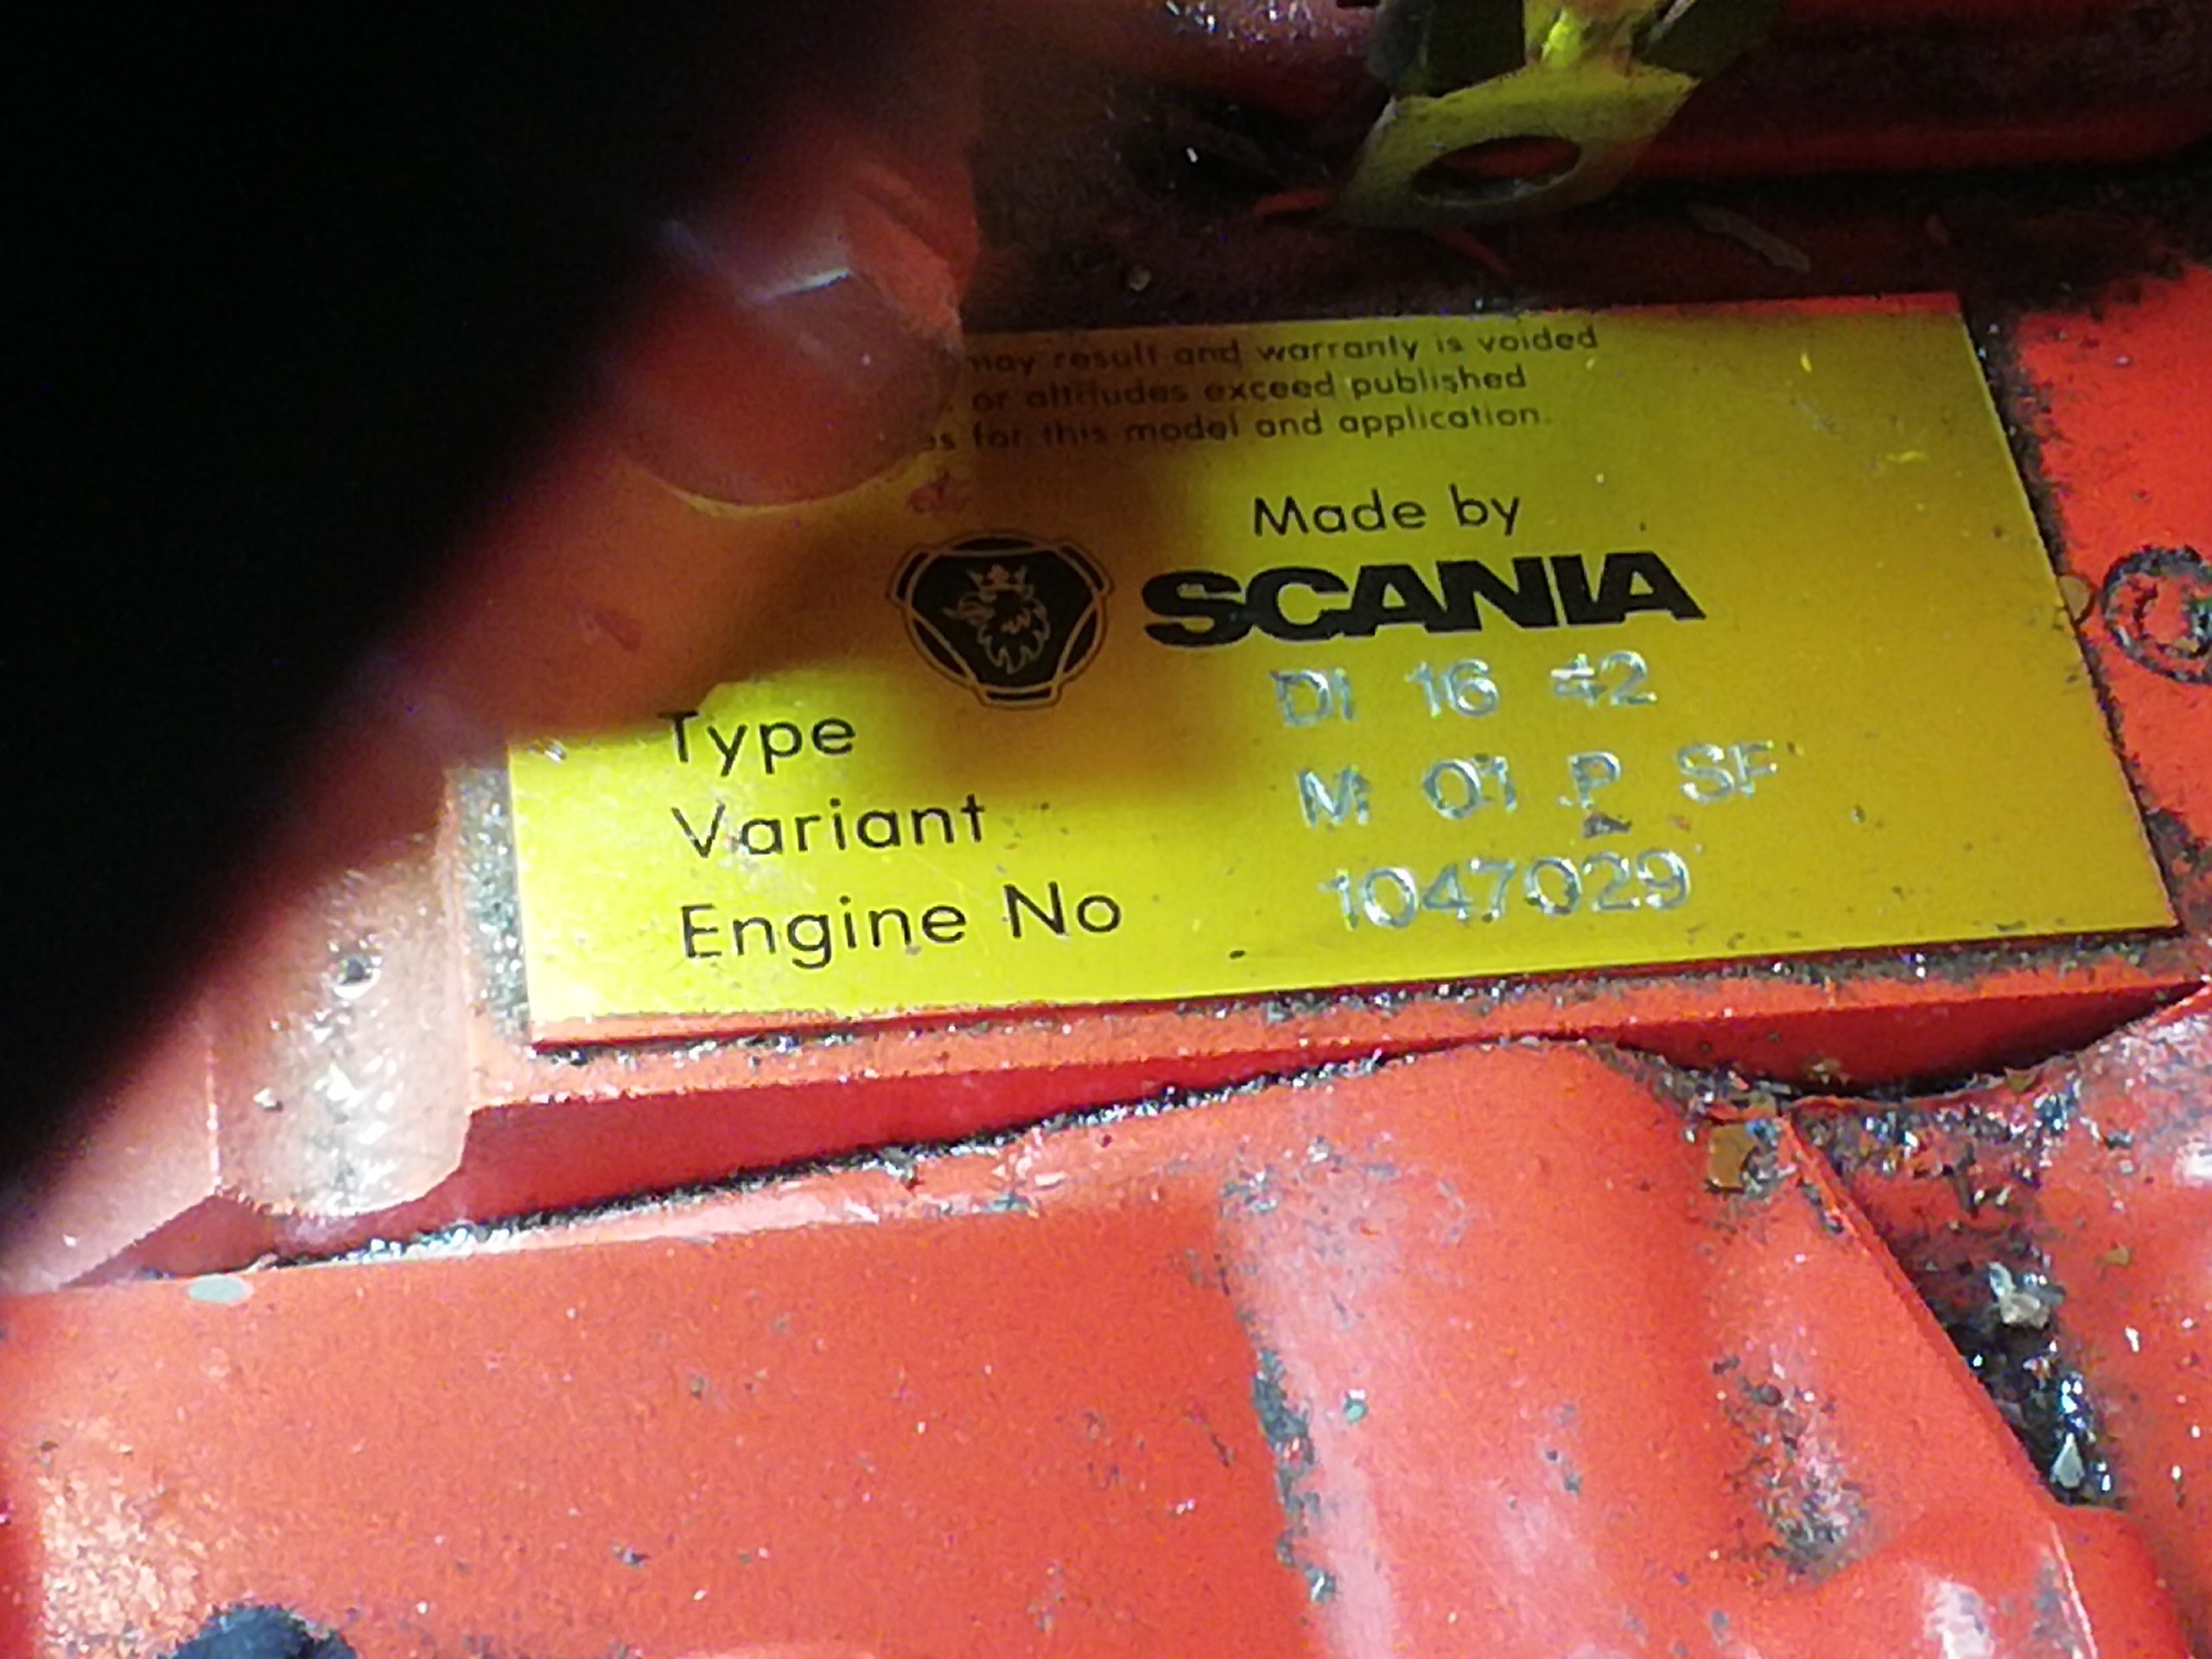 may result and warranty is voided
or altitudes exceed published
for this model and application.
Made by
SCANIA
Type DI 16 42
Variant M 01 P SF
Engine No 1047029